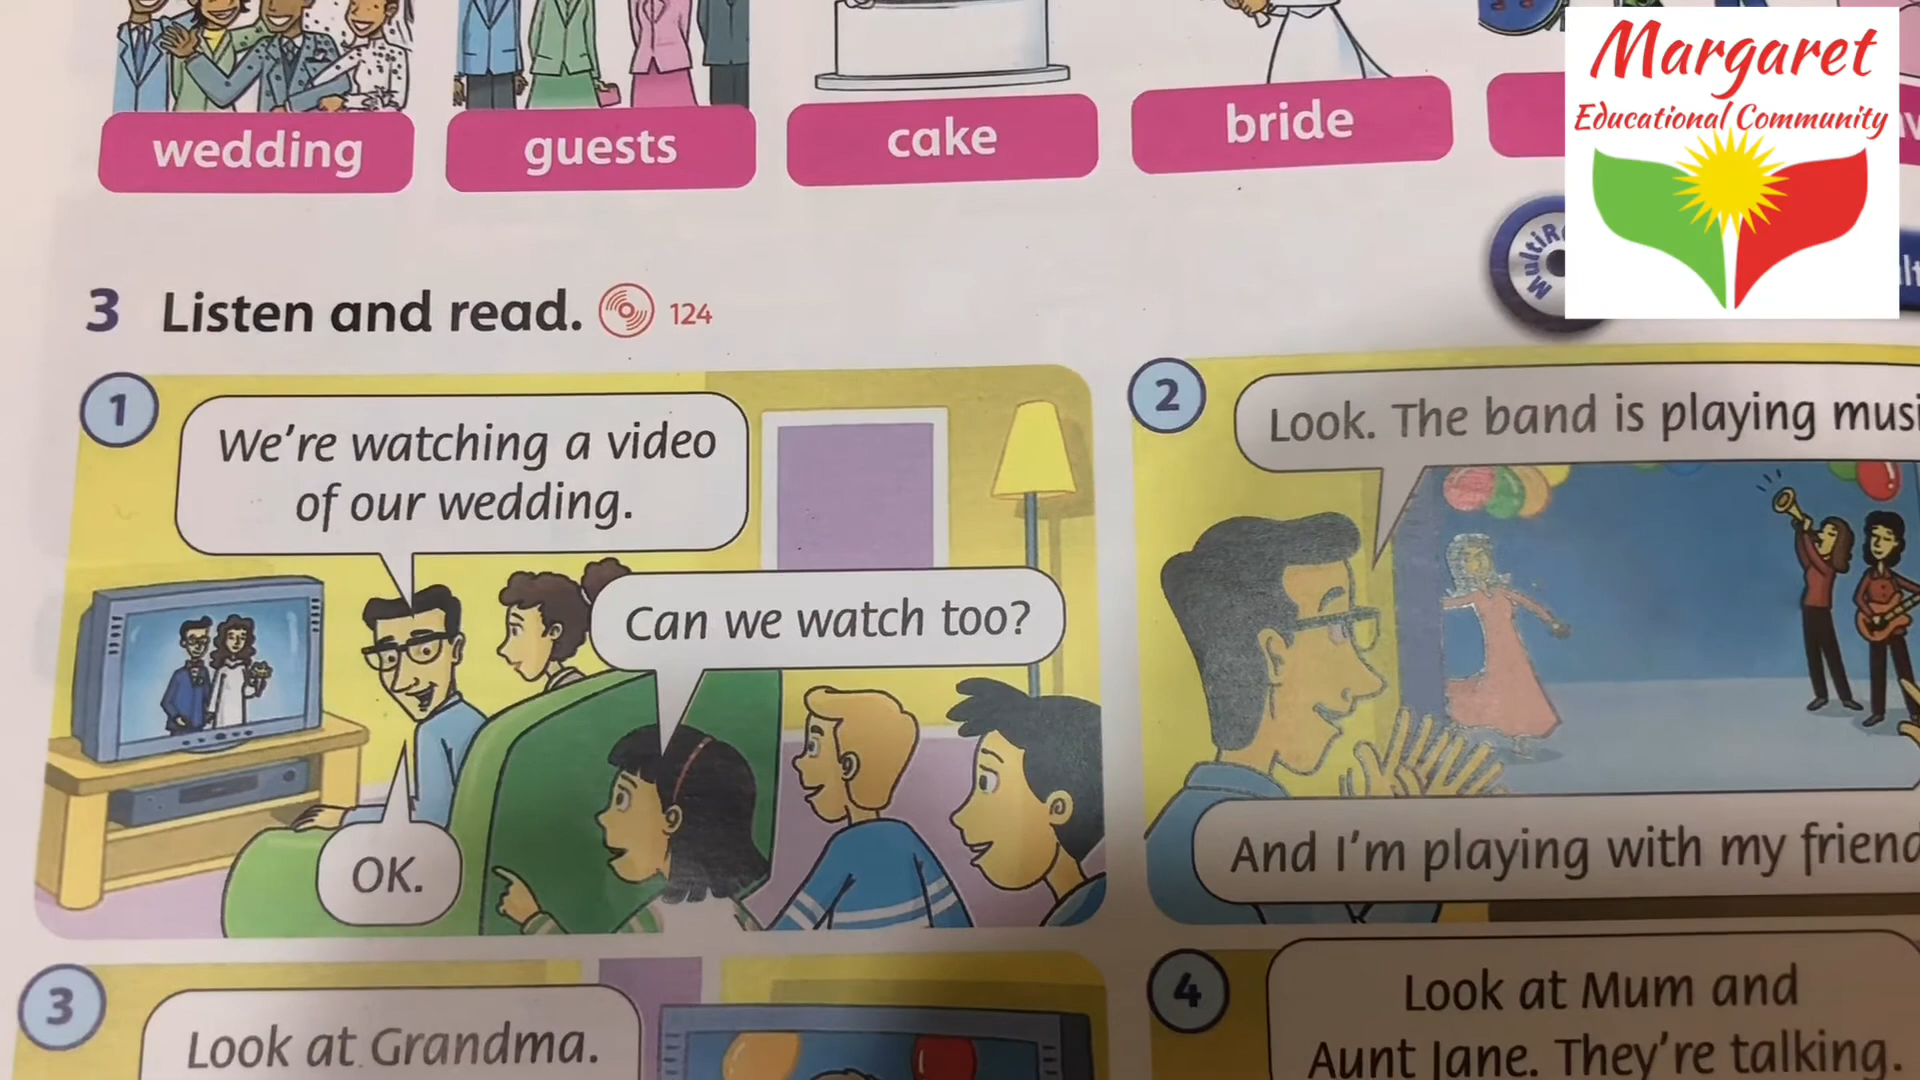 Margaret
Educational Community
wedding
guests
cake
bride
3 Listen and read. 124
1
We're watching a video
of our wedding.
Can we watch too?
OK.
2
Look. The band is playing
And I'm playing with my
3
Look at Grandma.
4
Look at Mum and
Aunt Jane. They're talking.